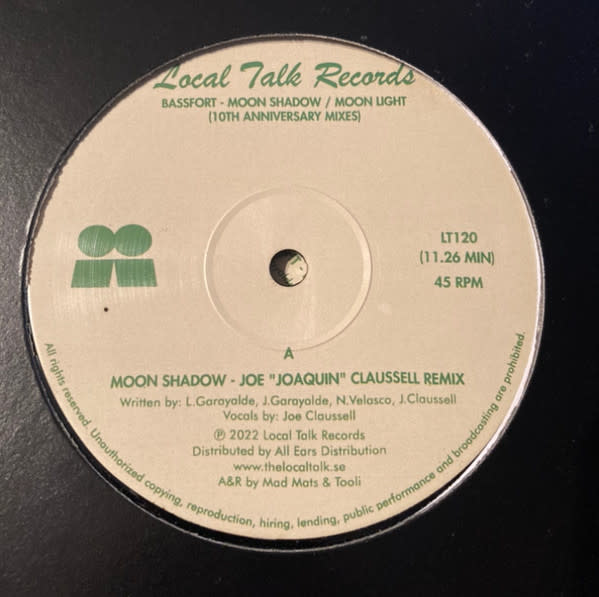 Local Talk Records
BASSFORT - MOON SHADOW / MOON LIGHT
(10TH ANNIVERSARY MIXES)
LT120
(11.26 MIN)
45 RPM
A
MOON SHADOW - JOE "JOAQUIN" CLAUSSELL REMIX
Written by: L.Garayalde, J.Garayalde, N.Velasco, J.Claussell
Vocals by: Joe Claussell
℗ 2022 Local Talk Records
Distributed by All Ears Distribution
www.thelocaltalk.se
A&R by Mad Mats & Tooli
All rights reserved. Unauthorized copying, reproduction, hiring, lending, public performance and broadcasting are prohibited.